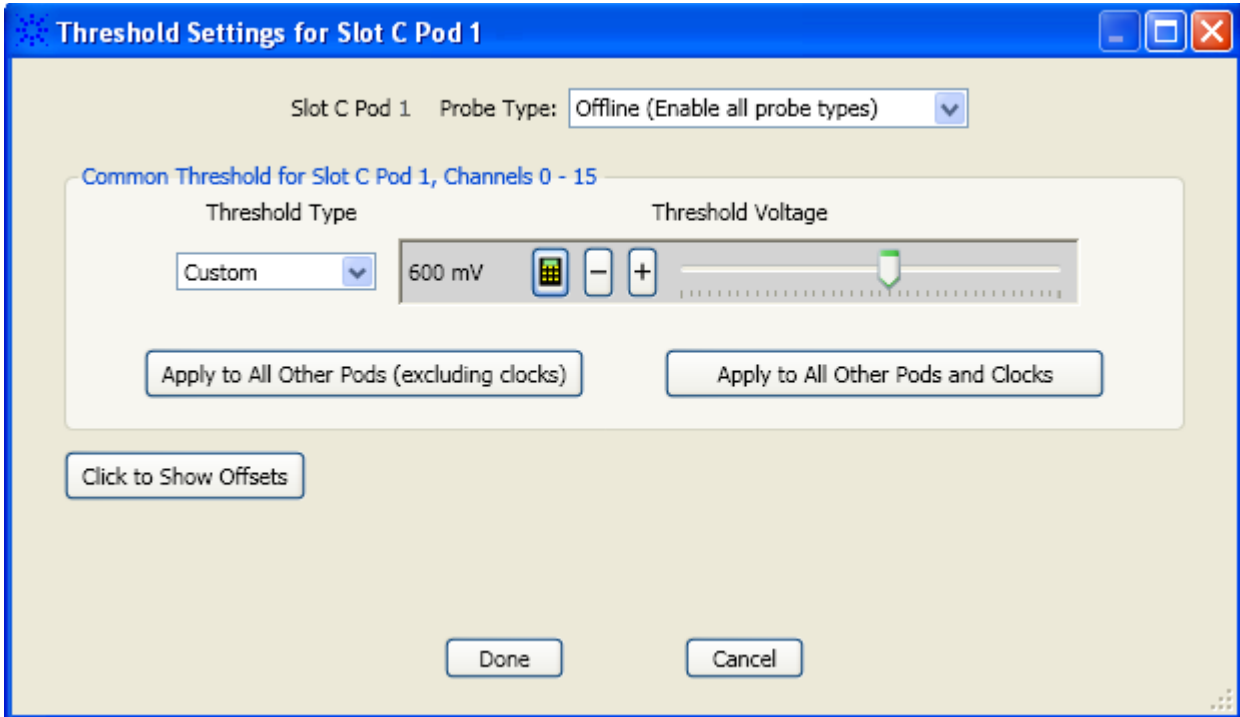 Threshold Settings for Slot C Pod 1
Slot C Pod 1 Probe Type: Offline (Enable all probe types)
Common Threshold for Slot C Pod 1, Channels 0 - 15
Threshold Type Threshold Voltage
Custom 600 mV - +
Apply to All Other Pods (excluding clocks) Apply to All Other Pods and Clocks
Click to Show Offsets
Done Cancel